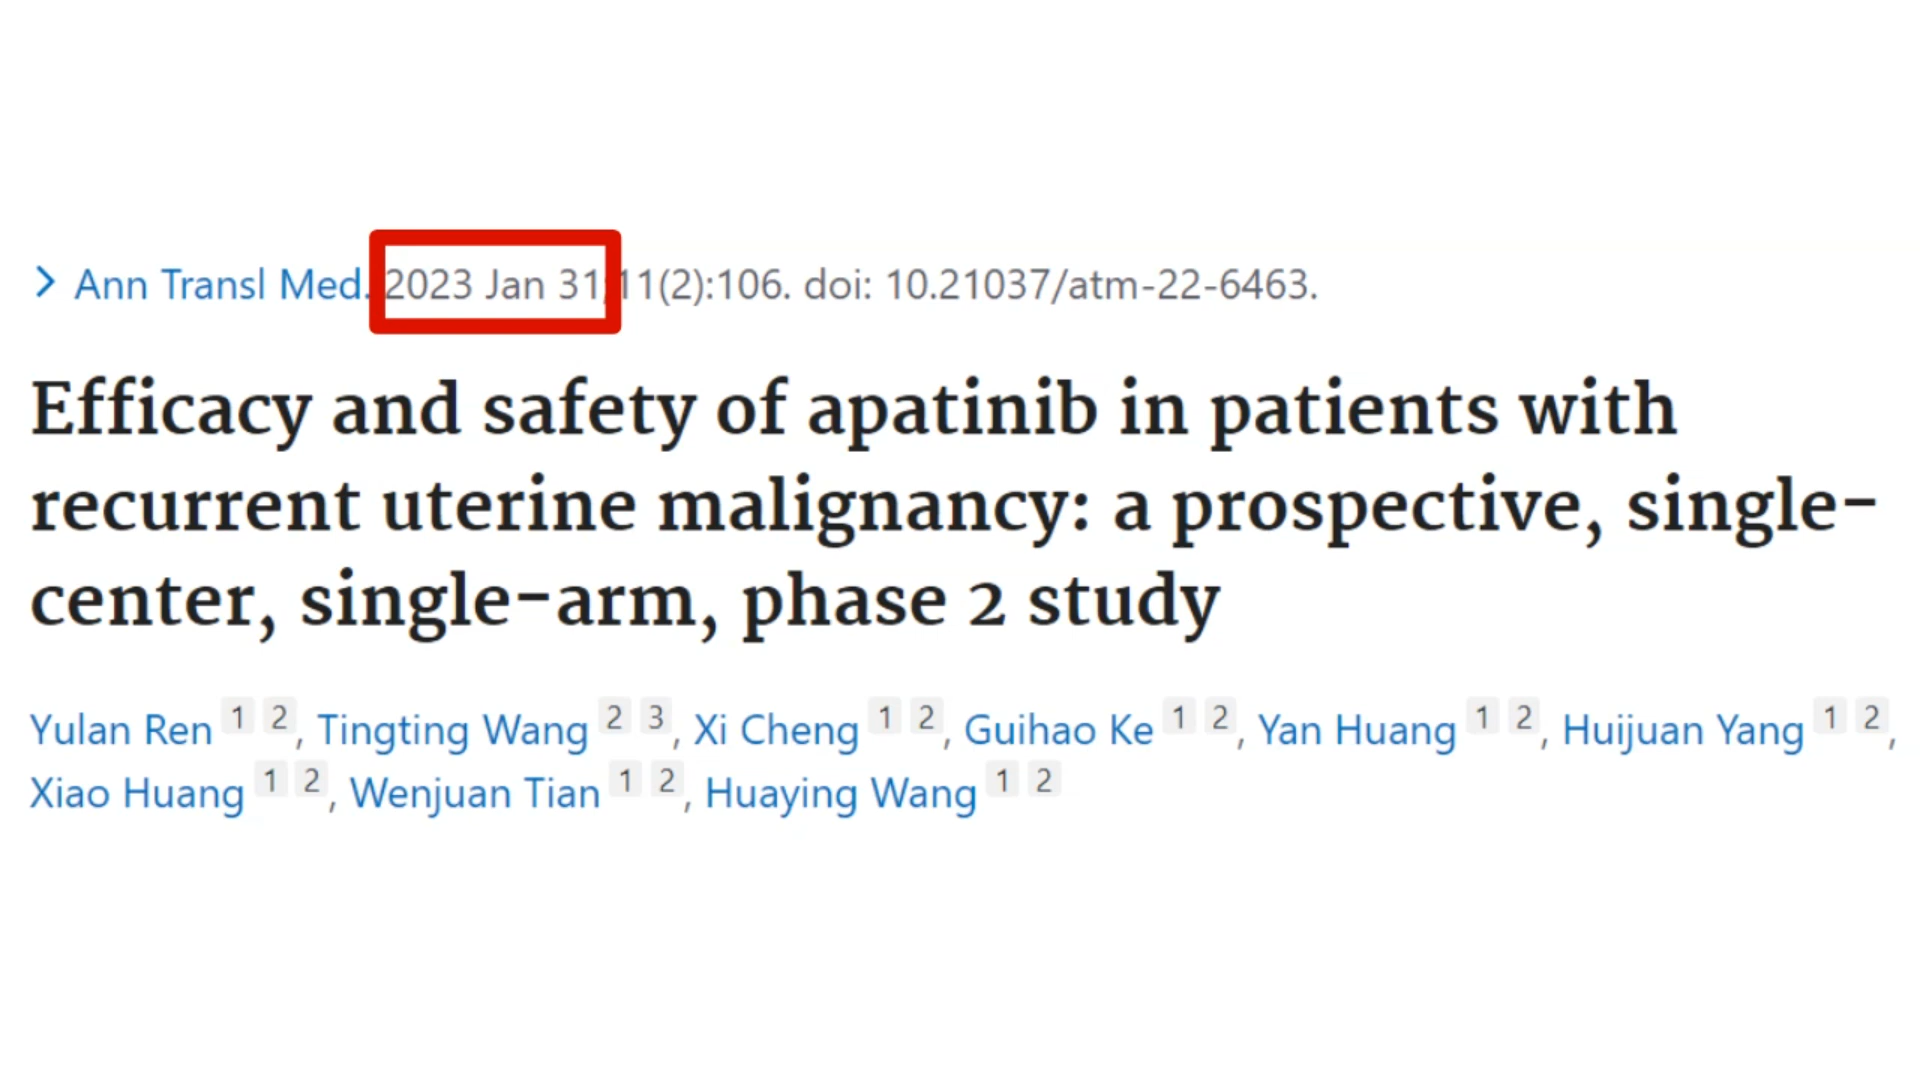 > Ann Transl Med. 2023 Jan 31;11(2):106. doi: 10.21037/atm-22-6463.
Efficacy and safety of apatinib in patients with
recurrent uterine malignancy: a prospective, single-
center, single-arm, phase 2 study
Yulan Ren 1 2, Tingting Wang 2 3, Xi Cheng 1 2, Guihao Ke 1 2, Yan Huang 1 2, Huijuan Yang 1 2,
Xiao Huang 1 2, Wenjuan Tian 1 2, Huaying Wang 1 2